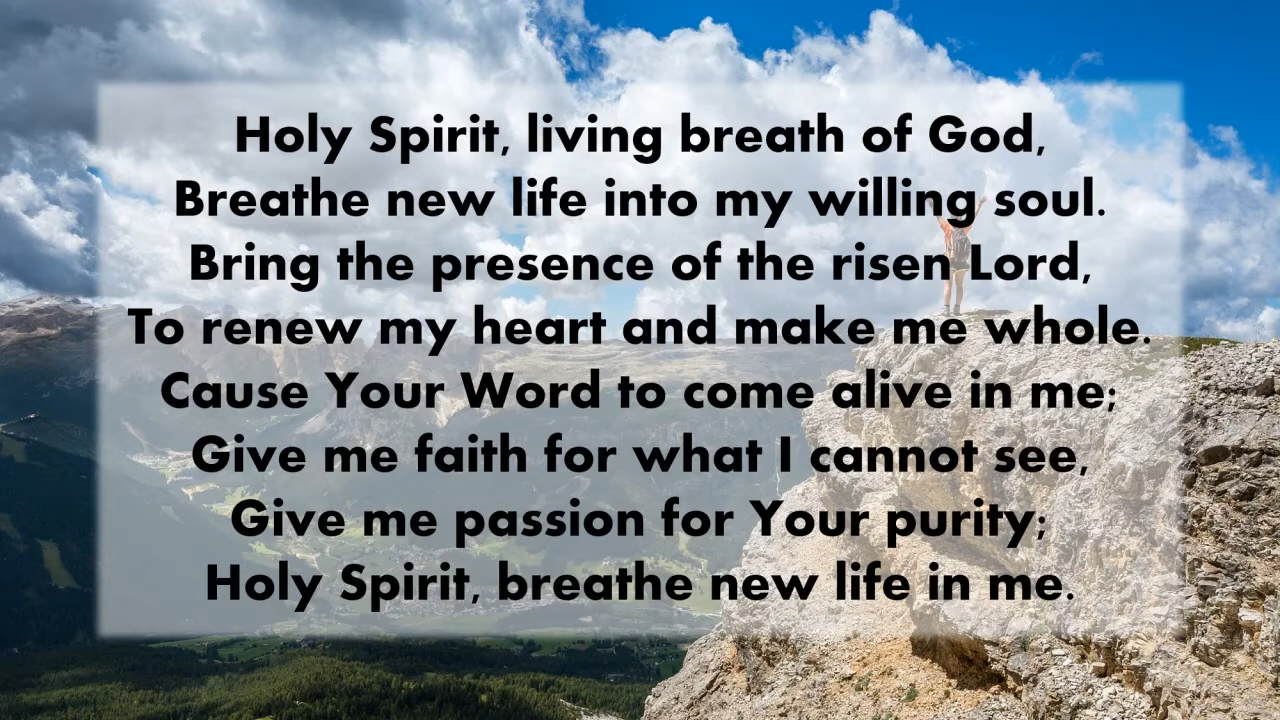 Holy Spirit, living breath of God,
Breathe new life into my willing soul.
Bring the presence of the risen Lord,
To renew my heart and make me whole.
Cause Your Word to come alive in me;
Give me faith for what I cannot see,
Give me passion for Your purity;
Holy Spirit, breathe new life in me.